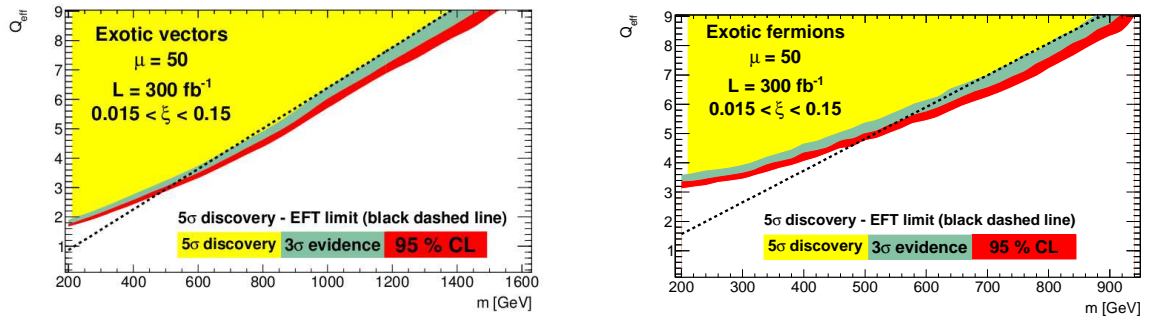 Q_eff
9
8
7
6
5
4
3
2
1
Exotic vectors
μ = 50
L = 300 fb⁻¹
0.015 < ξ < 0.15
5σ discovery - EFT limit (black dashed line)
5σ discovery 3σ evidence 95 % CL
200 400 600 800 1000 1200 1400 1600
m [GeV]
Q_eff
9
8
7
6
5
4
3
2
1
Exotic fermions
μ = 50
L = 300 fb⁻¹
0.015 < ξ < 0.15
5σ discovery - EFT limit (black dashed line)
5σ discovery 3σ evidence 95 % CL
200 300 400 500 600 700 800 900
m [GeV]